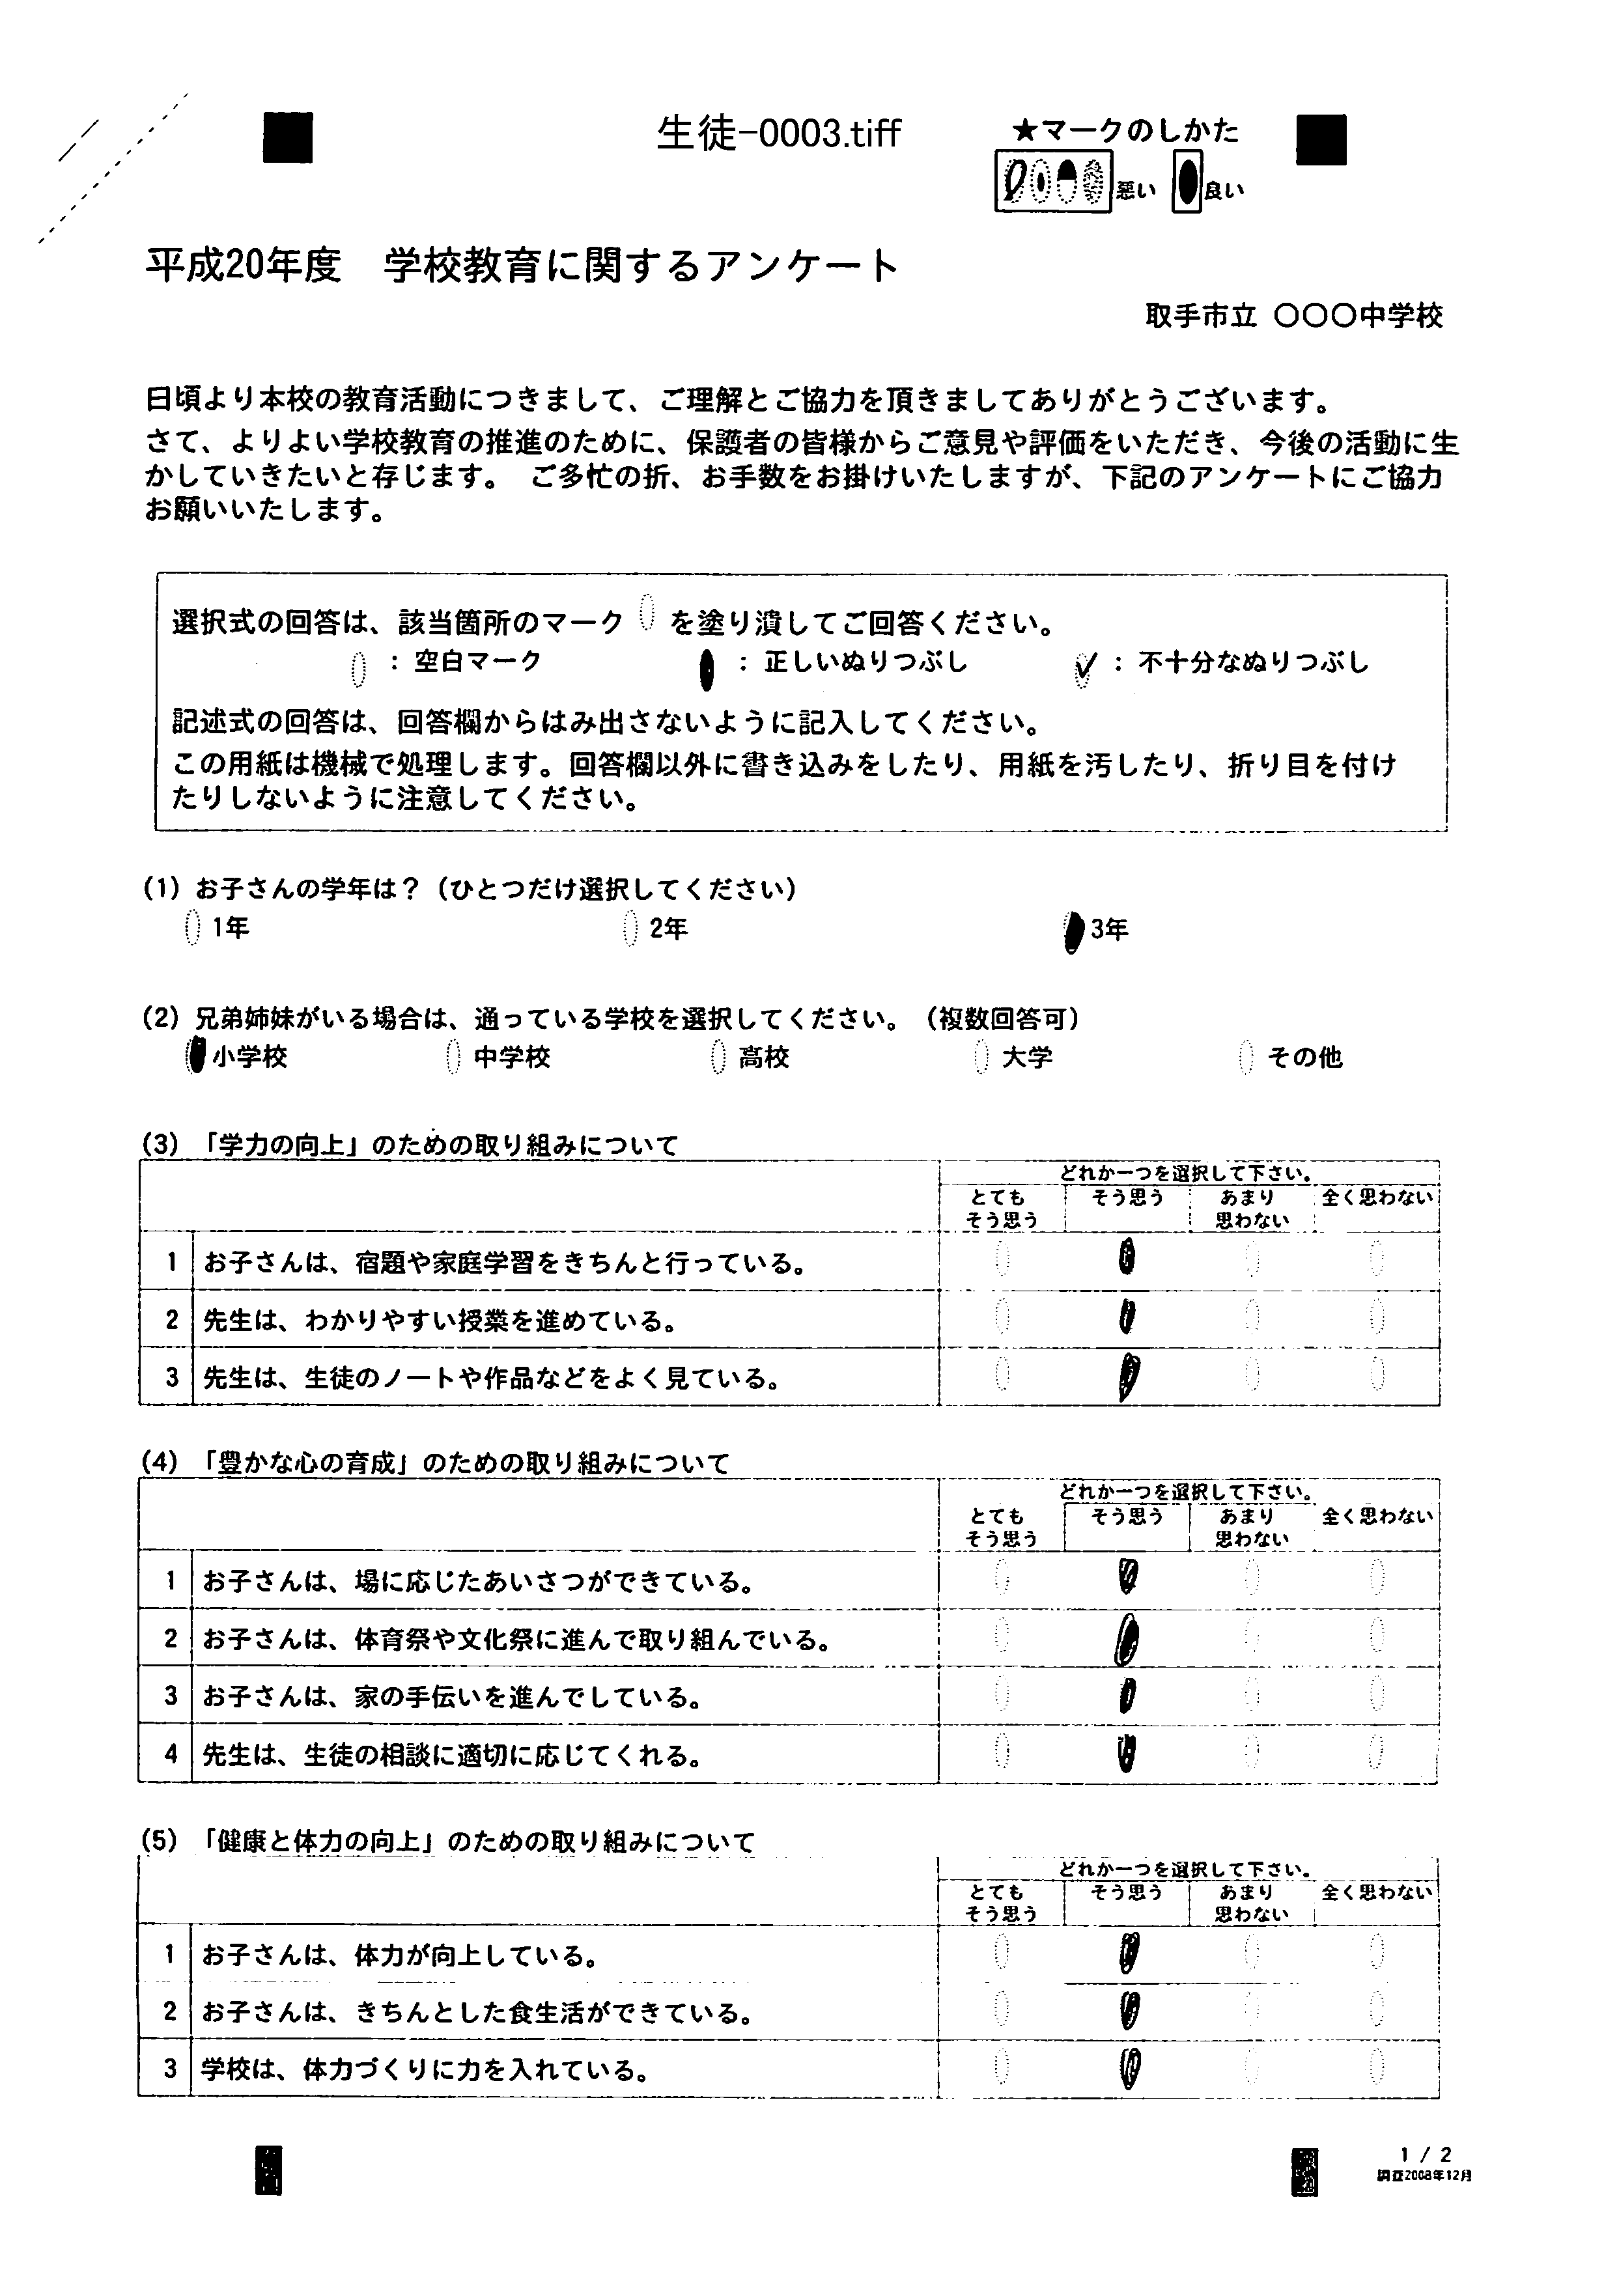 生徒-0003.tiff
★マークのしかた
悪い 良い
平成20年度 学校教育に関するアンケート
取手市立 〇〇〇中学校
日頃より本校の教育活動につきまして、ご理解とご協力を頂きましてありがとうございます。
さて、よりよい学校教育の推進のために、保護者の皆様からご意見や評価をいただき、今後の活動に生
かしていきたいと存じます。 ご多忙の折、お手数をお掛けいたしますが、下記のアンケートにご協力
お願いいたします。
選択式の回答は、該当箇所のマーク を塗り潰してご回答ください。
：空白マーク ：正しいぬりつぶし ：不十分なぬりつぶし
記述式の回答は、回答欄からはみ出さないように記入してください。
この用紙は機械で処理します。回答欄以外に書き込みをしたり、用紙を汚したり、折り目を付け
たりしないように注意してください。
(1) お子さんの学年は？（ひとつだけ選択してください）
1年 2年 3年
(2) 兄弟姉妹がいる場合は、通っている学校を選択してください。（複数回答可）
小学校 中学校 高校 大学 その他
(3) 「学力の向上」のための取り組みについて
どれか一つを選択して下さい。
とても そう思う あまり 全く思わない
そう思う 思わない
1 お子さんは、宿題や家庭学習をきちんと行っている。
2 先生は、わかりやすい授業を進めている。
3 先生は、生徒のノートや作品などをよく見ている。
(4) 「豊かな心の育成」のための取り組みについて
どれか一つを選択して下さい。
とても そう思う あまり 全く思わない
そう思う 思わない
1 お子さんは、場に応じたあいさつができている。
2 お子さんは、体育祭や文化祭に進んで取り組んでいる。
3 お子さんは、家の手伝いを進んでしている。
4 先生は、生徒の相談に適切に応じてくれる。
(5) 「健康と体力の向上」のための取り組みについて
どれか一つを選択して下さい。
とても そう思う あまり 全く思わない
そう思う 思わない
1 お子さんは、体力が向上している。
2 お子さんは、きちんとした食生活ができている。
3 学校は、体力づくりに力を入れている。
1 / 2
調査2008年12月